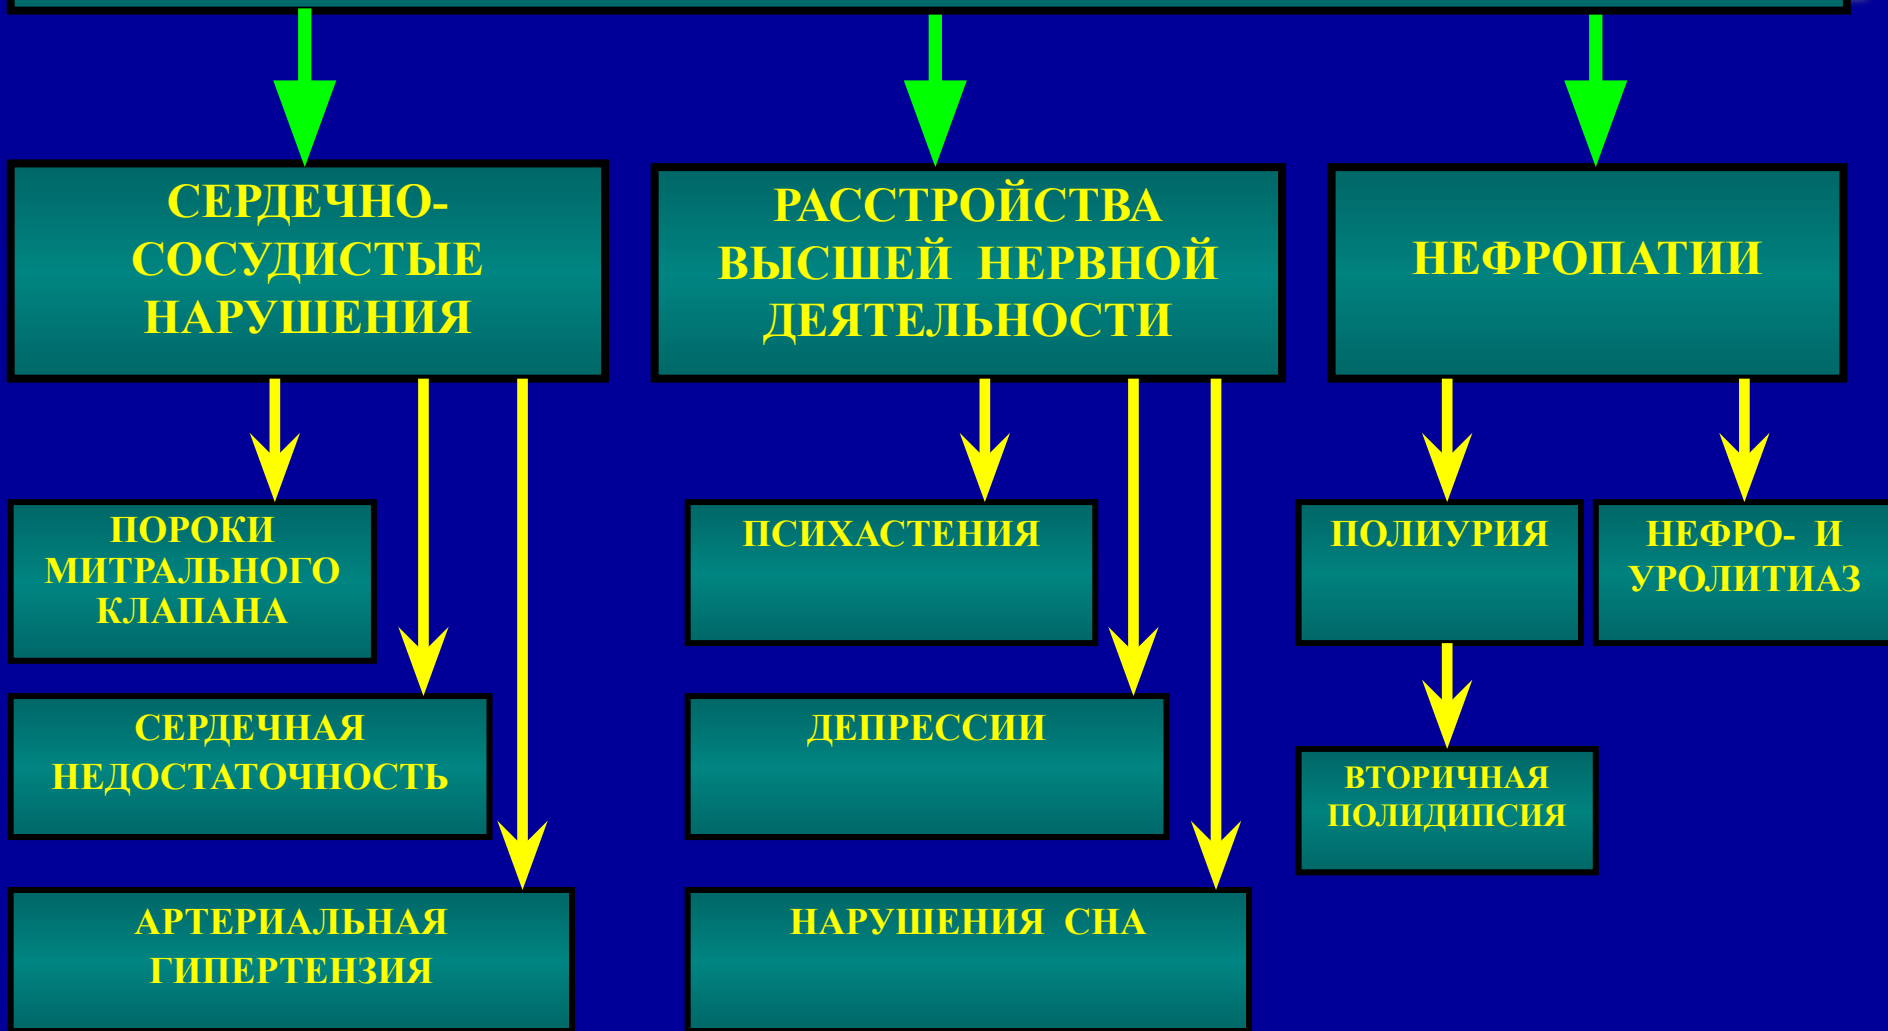 СЕРДЕЧНО-
СОСУДИСТЫЕ
НАРУШЕНИЯ
РАССТРОЙСТВА
ВЫСШЕЙ НЕРВНОЙ
ДЕЯТЕЛЬНОСТИ
НЕФРОПАТИИ
ПОРОКИ
МИТРАЛЬНОГО
КЛАПАНА
ПСИХАСТЕНИЯ
ПОЛИУРИЯ
НЕФРО- И
УРОЛИТИАЗ
СЕРДЕЧНАЯ
НЕДОСТАТОЧНОСТЬ
ДЕПРЕССИИ
ВТОРИЧНАЯ
ПОЛИДИПСИЯ
АРТЕРИАЛЬНАЯ
ГИПЕРТЕНЗИЯ
НАРУШЕНИЯ СНА